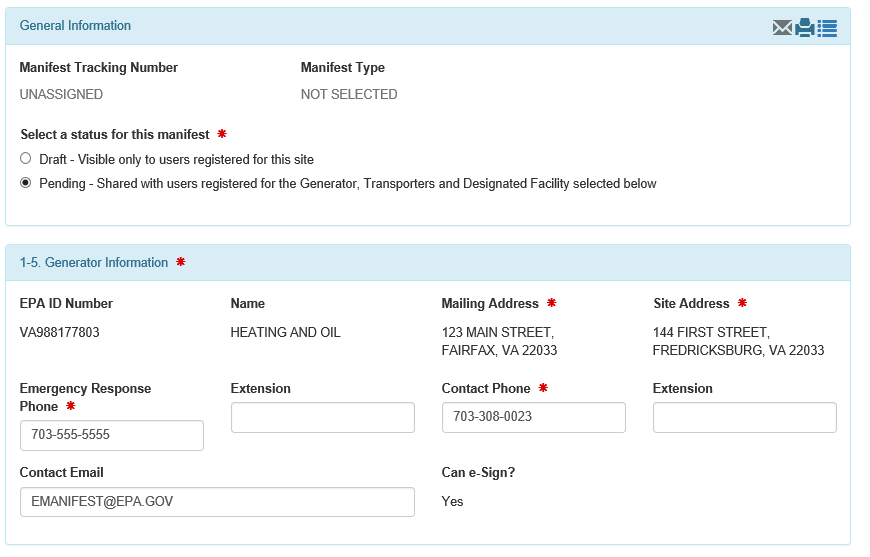 General Information
Manifest Tracking Number
Manifest Type
UNASSIGNED
NOT SELECTED
Select a status for this manifest *
Draft - Visible only to users registered for this site
Pending - Shared with users registered for the Generator, Transporters and Designated Facility selected below
1-5. Generator Information *
EPA ID Number
Name
Mailing Address *
Site Address *
VA988177803
HEATING AND OIL
123 MAIN STREET,
FAIRFAX, VA 22033
144 FIRST STREET,
FREDRICKSBURG, VA 22033
Emergency Response
Phone *
Extension
Contact Phone *
Extension
703-555-5555
703-308-0023
Contact Email
Can e-Sign?
EMANIFEST@EPA.GOV
Yes